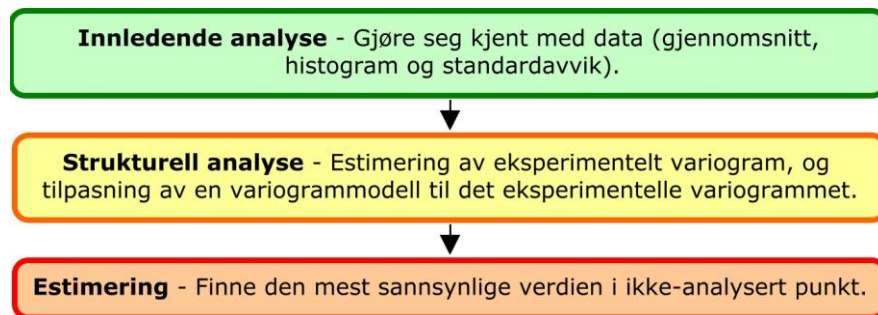 Innledende analyse - Gjøre seg kjent med data (gjennomsnitt,
histogram og standardavvik).
Strukturell analyse - Estimering av eksperimentelt variogram, og
tilpasning av en variogrammodell til det eksperimentelle variogrammet.
Estimering - Finne den mest sannsynlige verdien i ikke-analysert punkt.